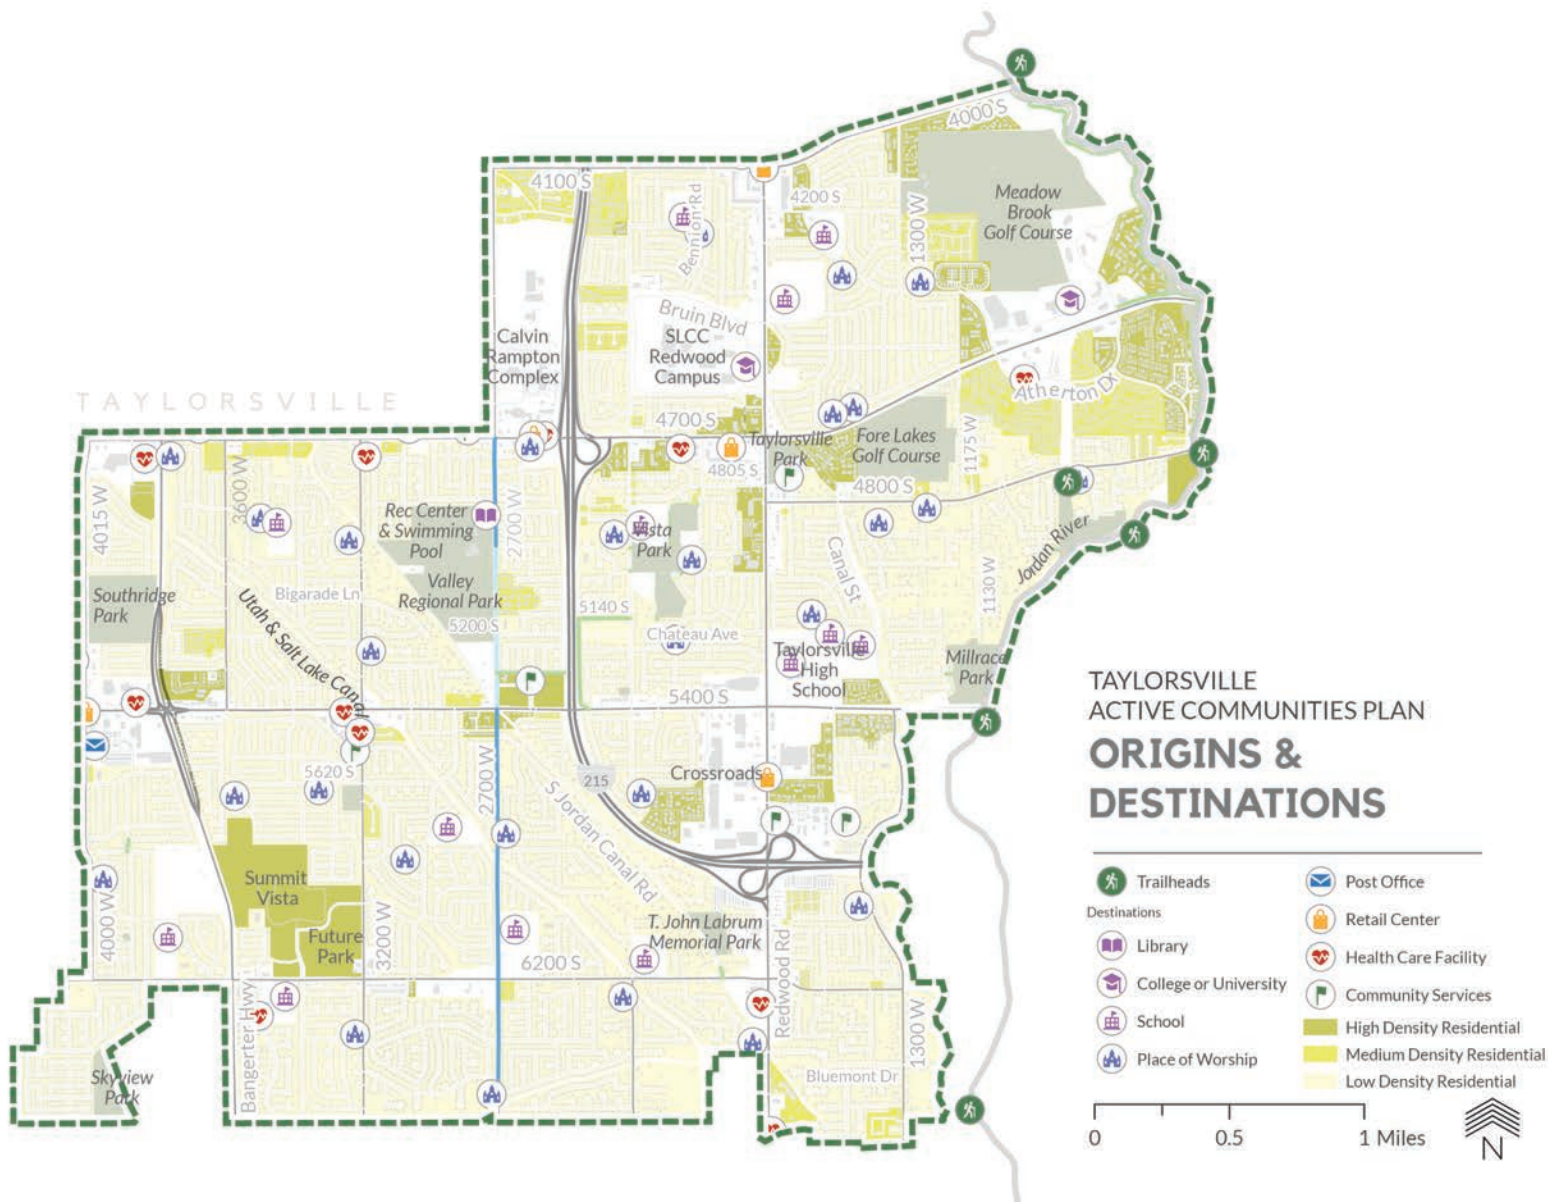 4000 S
4100 S
4200 S
Bennion Rd
1300 W
Meadow
Brook
Golf Course
Bruin Blvd
Calvin
Rampton
Complex
SLCC
Redwood
Campus
Atherton Dr
TAYLORSVILLE
4700 S
Taylorsville
Park
Fore Lakes
Golf Course
1175 W
4805 S
4800 S
3600 W
4015 W
Rec Center
& Swimming
Pool
2700 W
Vista
Park
Canal St
Jordan River
1130 W
Valley
Regional Park
Southridge
Park
Bigarade Ln
Utah & Salt Lake Canal
5200 S
5140 S
Chateau Ave
Taylorsville
High
School
Millrace
Park
5400 S
5620 S
2700 W
215
Crossroads
S Jordan Canal Rd
Summit
Vista
Future
Park
4000 W
3200 W
T. John Labrum
Memorial Park
6200 S
Redwood Rd
1300 W
Bangerter Hwy
Skyview
Park
Bluemont Dr
TAYLORSVILLE
ACTIVE COMMUNITIES PLAN
ORIGINS &
DESTINATIONS
Trailheads
Destinations
Library
College or University
School
Place of Worship
Post Office
Retail Center
Health Care Facility
Community Services
High Density Residential
Medium Density Residential
Low Density Residential
0 0.5 1 Miles
N